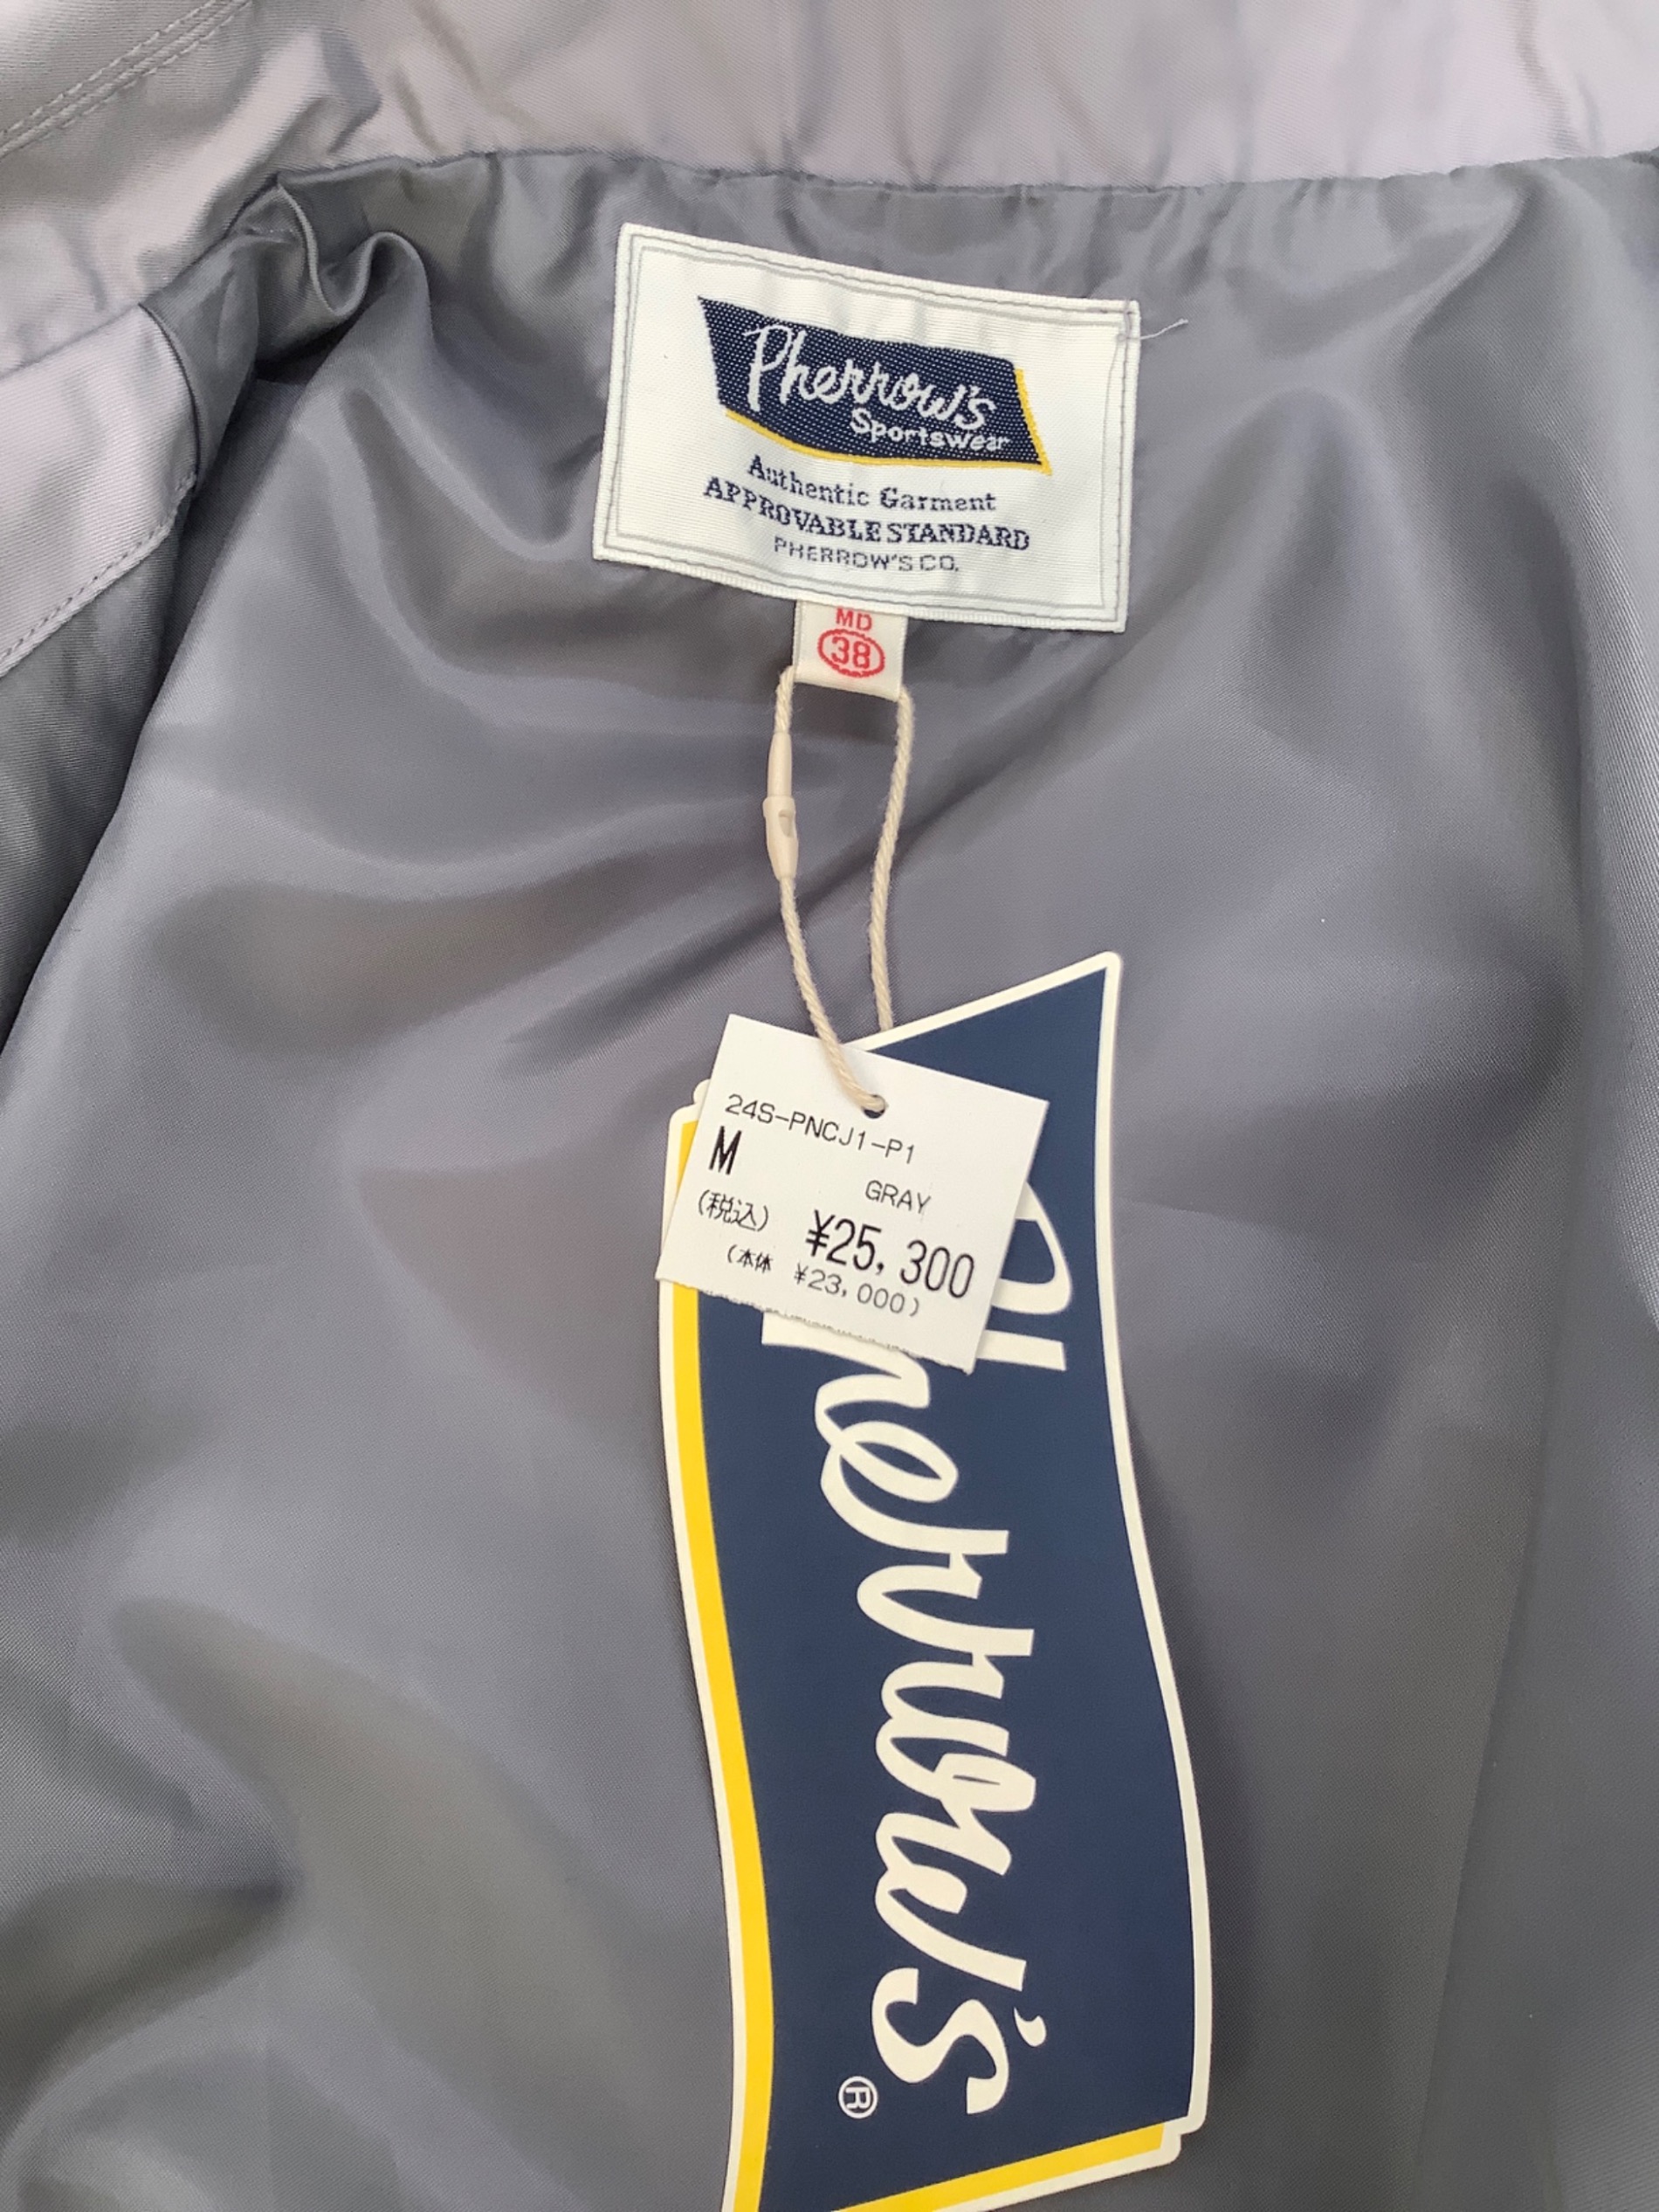 Pherrow's
Sportswear
Authentic Garment
APPROVABLE STANDARD
PHERROW'S CO.
MD
38
24S-PNCJ1-P1
M
GRAY
(税込) ¥25,300
(本体 ¥23,000)
Pherrow's®